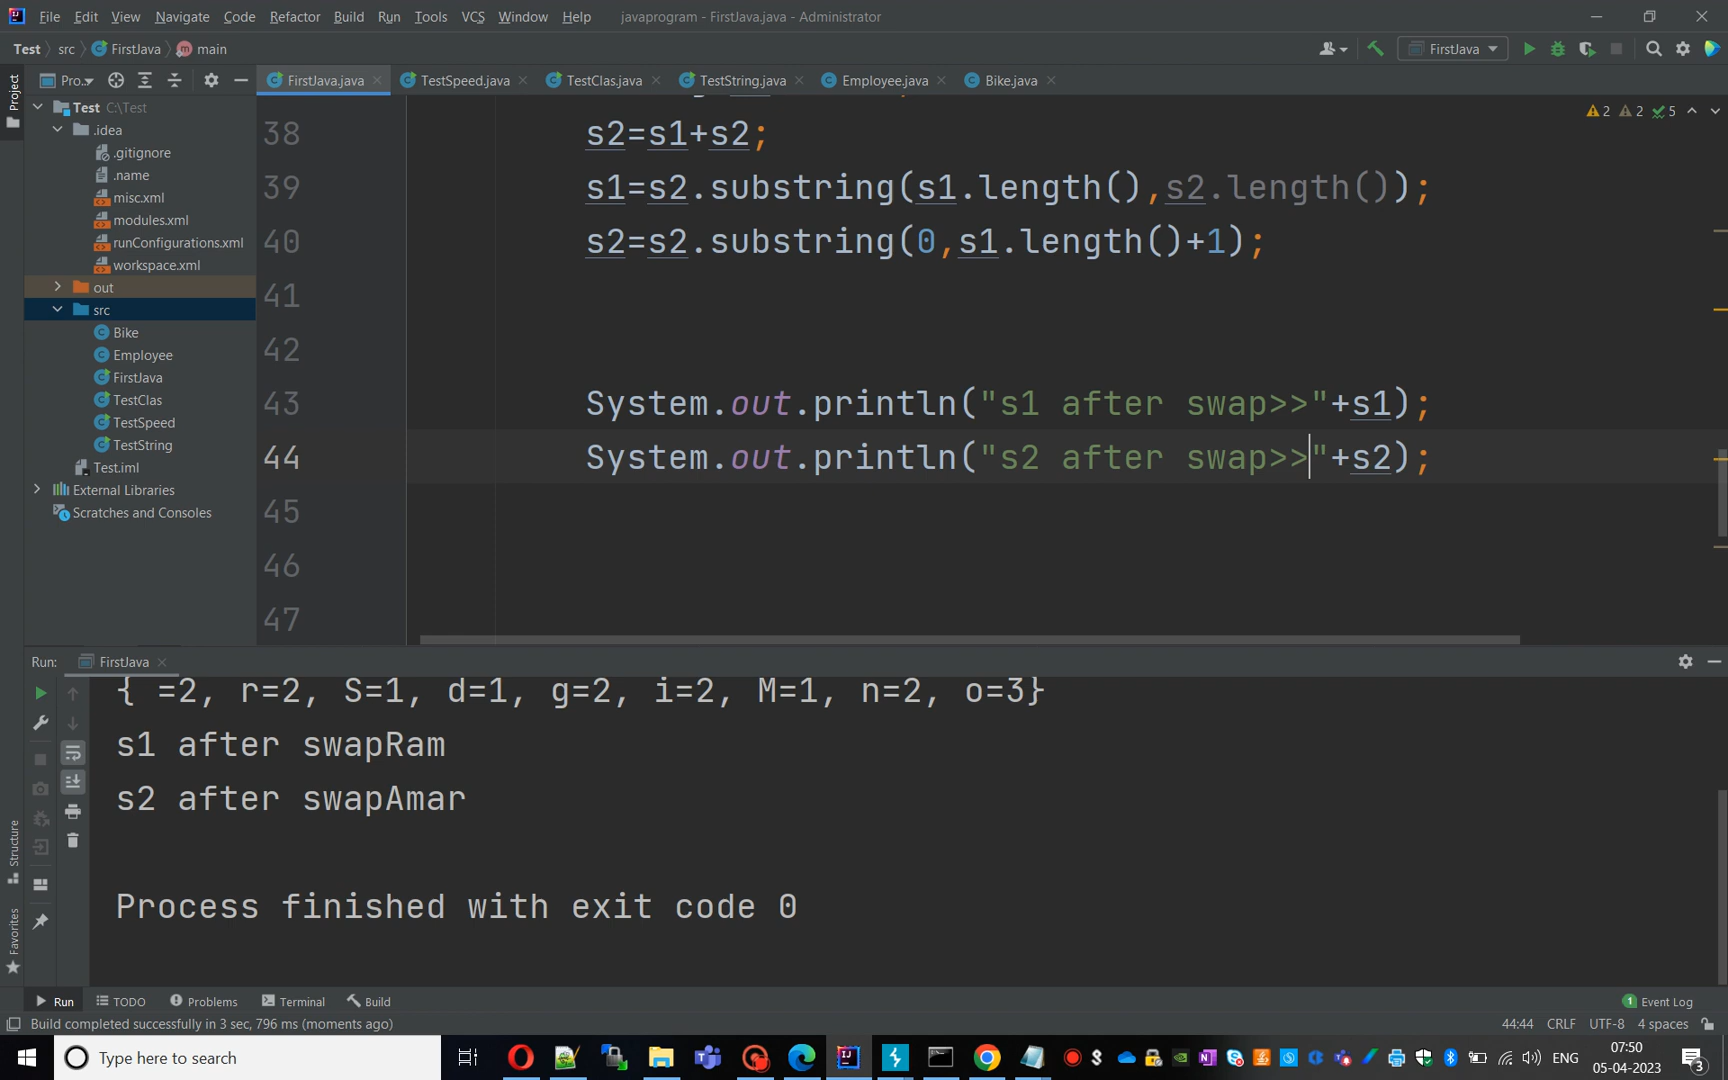 File Edit View Navigate Code Refactor Build Run Tools VCS Window Help javaprogram - FirstJava.java - Administrator
Test src FirstJava main FirstJava
Project Pro... FirstJava.java TestSpeed.java TestClas.java TestString.java Employee.java Bike.java
Test C:\Test
.idea
.gitignore
.name
misc.xml
modules.xml
runConfigurations.xml
workspace.xml
out
src
Bike
Employee
FirstJava
TestClas
TestSpeed
TestString
Test.iml
External Libraries
Scratches and Consoles
2 2 5
38 s2=s1+s2;
39 s1=s2.substring(s1.length(),s2.length());
40 s2=s2.substring(0,s1.length()+1);
41
42
43 System.out.println("s1 after swap>>"+s1);
44 System.out.println("s2 after swap>>"+s2);
45
46
47
Run: FirstJava
{ =2, r=2, S=1, d=1, g=2, i=2, M=1, n=2, o=3}
s1 after swapRam
s2 after swapAmar
Process finished with exit code 0
Structure
Favorites
Run TODO Problems Terminal Build 1 Event Log
Build completed successfully in 3 sec, 796 ms (moments ago) 44:44 CRLF UTF-8 4 spaces
Type here to search ENG 07:50
05-04-2023 3